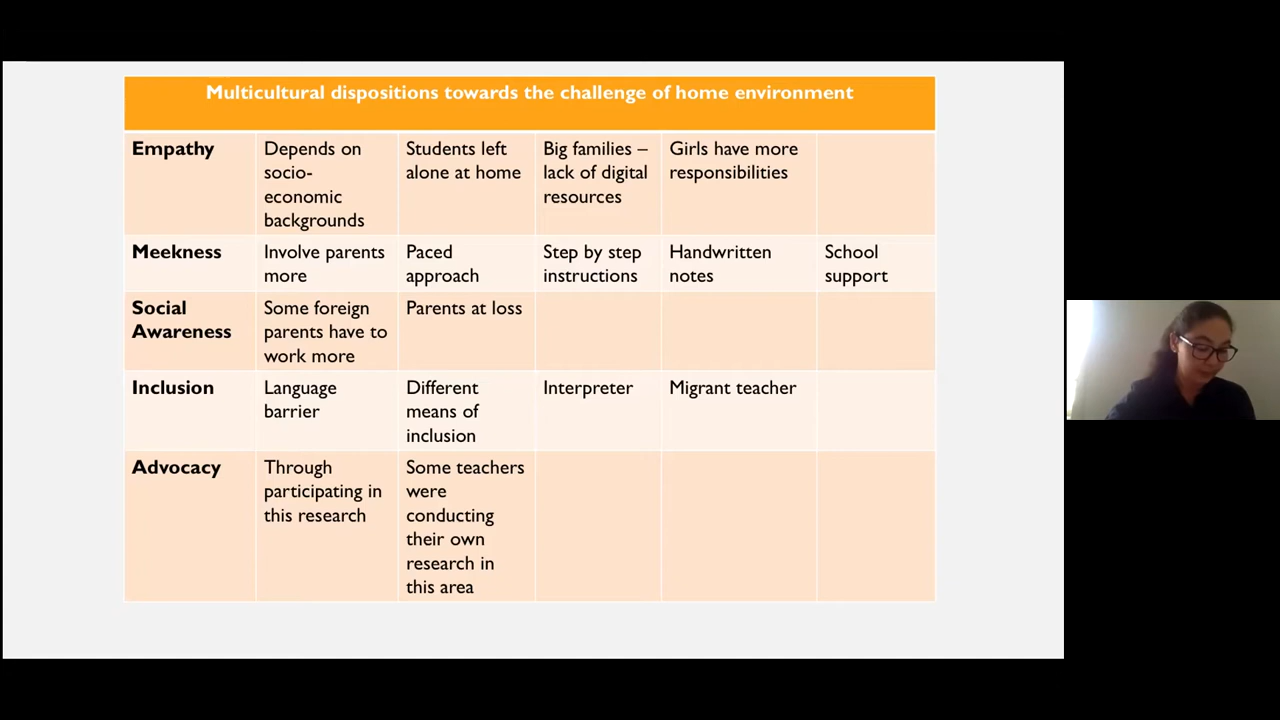 Multicultural dispositions towards the challenge of home environment
Empathy
Depends on
socio-
economic
backgrounds
Students left
alone at home
Big families –
lack of digital
resources
Girls have more
responsibilities
Meekness
Involve parents
more
Paced
approach
Step by step
instructions
Handwritten
notes
School
support
Social
Awareness
Some foreign
parents have to
work more
Parents at loss
Inclusion
Language
barrier
Different
means of
inclusion
Interpreter
Migrant teacher
Advocacy
Through
participating in
this research
Some teachers
were
conducting
their own
research in
this area